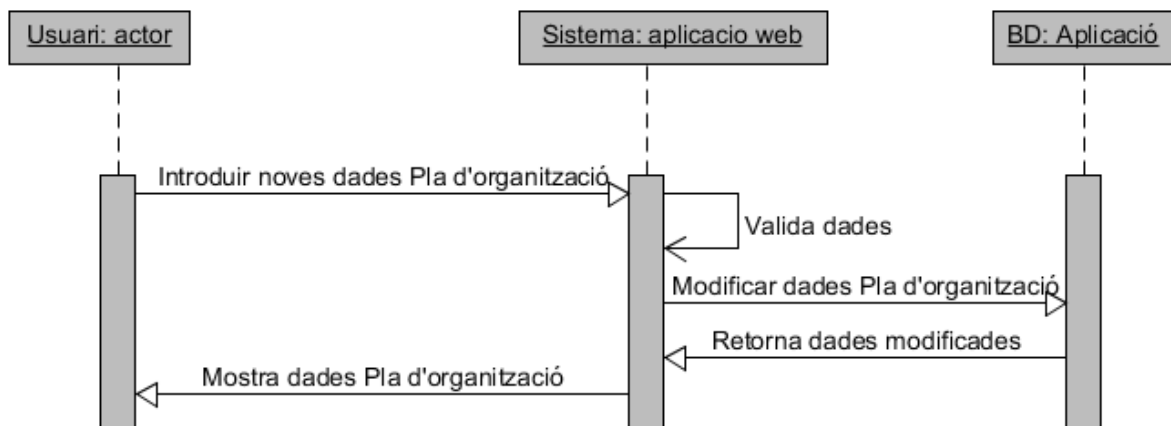 Usuari: actor
Sistema: aplicacio web
BD: Aplicació
Introduir noves dades Pla d'organització
Valida dades
Modificar dades Pla d'organització
Retorna dades modificades
Mostra dades Pla d'organització